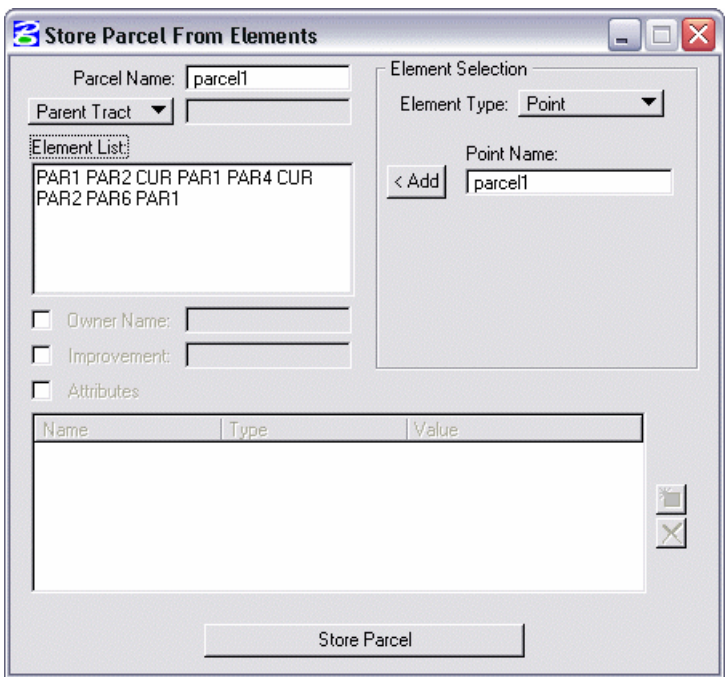 Store Parcel From Elements
Parcel Name: parcel1
Parent Tract
Element List:
PAR1 PAR2 CUR PAR1 PAR4 CUR
PAR2 PAR6 PAR1
Element Selection
Element Type: Point
Point Name:
< Add parcel1
Owner Name:
Improvement:
Attributes
Name Type Value
Store Parcel